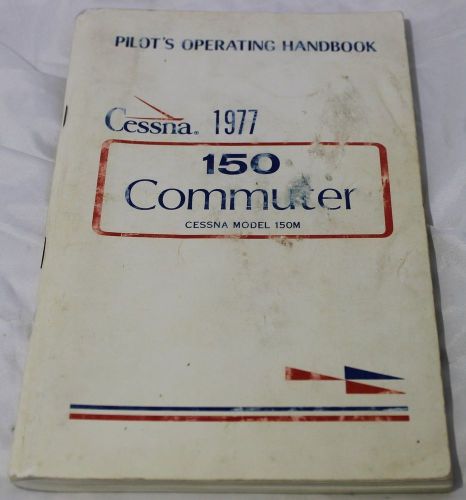 PILOT'S OPERATING HANDBOOK
Cessna® 1977
150
Commuter
CESSNA MODEL 150M